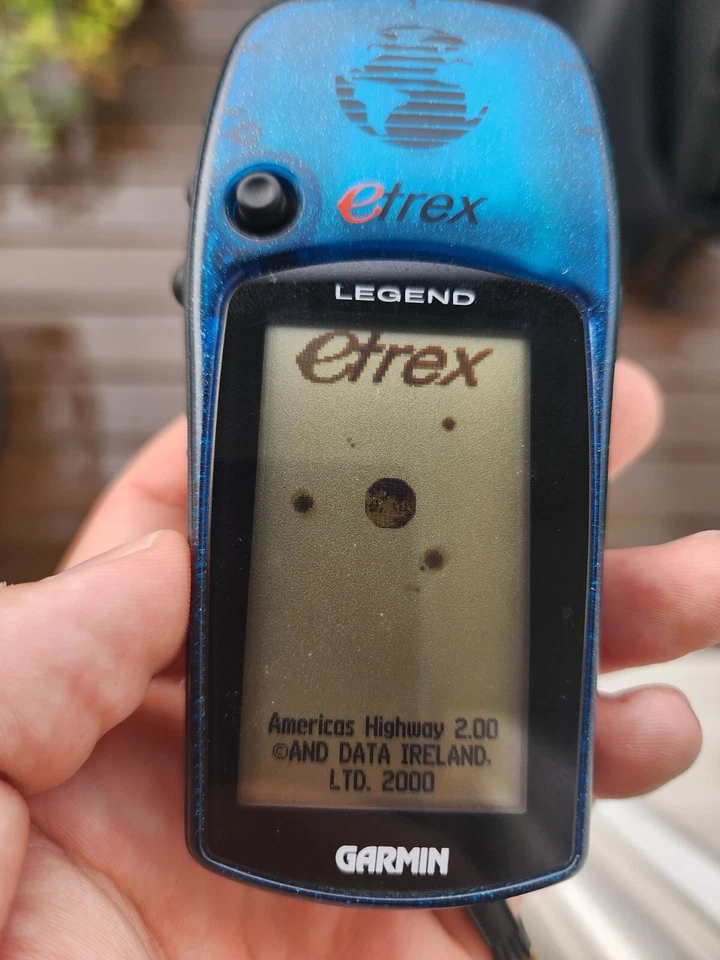 etrex
LEGEND
etrex
Americas Highway 2.00
©AND DATA IRELAND,
LTD. 2000
GARMIN